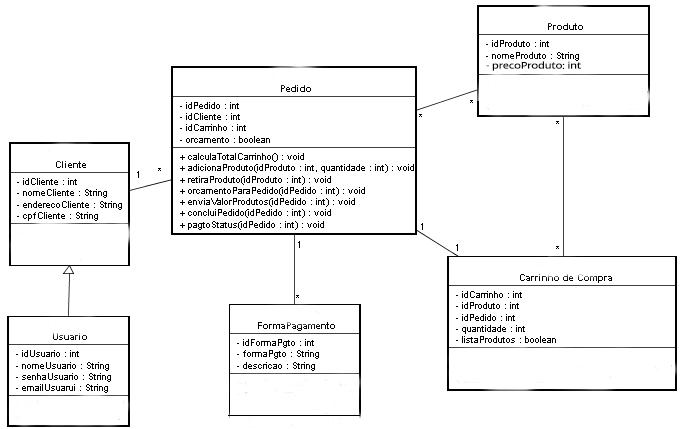 Produto
- idProduto : int
- nomeProduto : String
- precoProduto: int
Pedido
- idPedido : int
- idCliente : int
- idCarrinho : int
- orcamento : boolean
+ calculaTotalCarrinho() : void
+ adicionaProduto(idProduto : int, quantidade : int) : void
+ retiraProduto(idProduto : int) : void
+ orcamentoParaPedido(idPedido : int) : void
+ enviaValorProdutos(idPedido : int) : void
+ concluiPedido(idPedido : int) : void
+ pagtoStatus(idPedido : int) : void
*
*
*
Cliente
- idCliente : int
- nomeCliente : String
- enderecoCliente : String
- cpfCliente : String
1
*
1
1
1
*
*
Carrinho de Compra
- idCarrinho : int
- idProduto : int
- idPedido : int
- quantidade : int
- listaProdutos : boolean
FormaPagamento
- idFormaPgto : int
- formaPgto : String
- descricao : String
Usuario
- idUsuario : int
- nomeUsuario : String
- senhaUsuario : String
- emailUsuarui : String